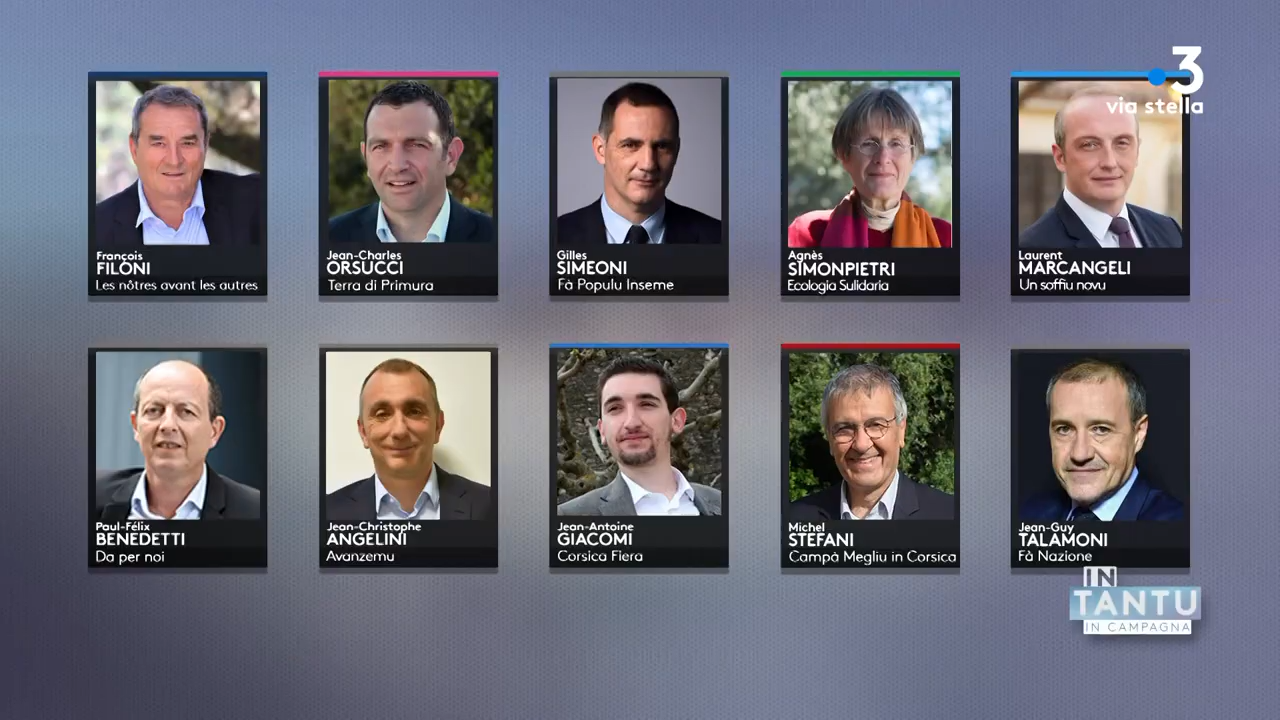 3
via stella
François
FILONI
Les nôtres avant les autres
Jean-Charles
ORSUCCI
Terra di Primura
Gilles
SIMEONI
Fà Populu Inseme
Agnès
SIMONPIETRI
Ecologia Sulidaria
Laurent
MARCANGELI
Un soffiu novu
Paul-Félix
BENEDETTI
Da per noi
Jean-Christophe
ANGELINI
Avanzemu
Jean-Antoine
GIACOMI
Corsica Fiera
Michel
STEFANI
Campà Megliu in Corsica
Jean-Guy
TALAMONI
Fà Nazione
IN
TANTU
IN CAMPAGNA